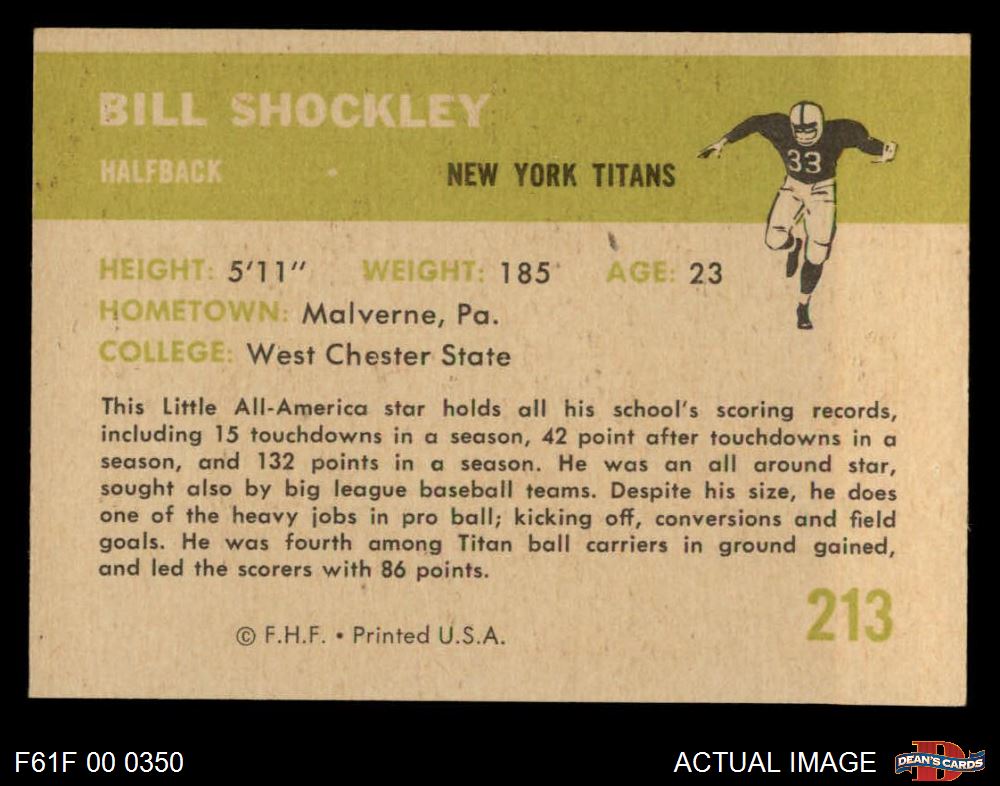 BILL SHOCKLEY
HALFBACK
NEW YORK TITANS
33
HEIGHT: 5'11" WEIGHT: 185 AGE: 23
HOMETOWN: Malverne, Pa.
COLLEGE: West Chester State
This Little All-America star holds all his school's scoring records,
including 15 touchdowns in a season, 42 point after touchdowns in a
season, and 132 points in a season. He was an all around star,
sought also by big league baseball teams. Despite his size, he does
one of the heavy jobs in pro ball; kicking off, conversions and field
goals. He was fourth among Titan ball carriers in ground gained,
and led the scorers with 86 points.
213
© F.H.F. • Printed U.S.A.
F61F 00 0350
ACTUAL IMAGE
D
DEAN'S CARDS